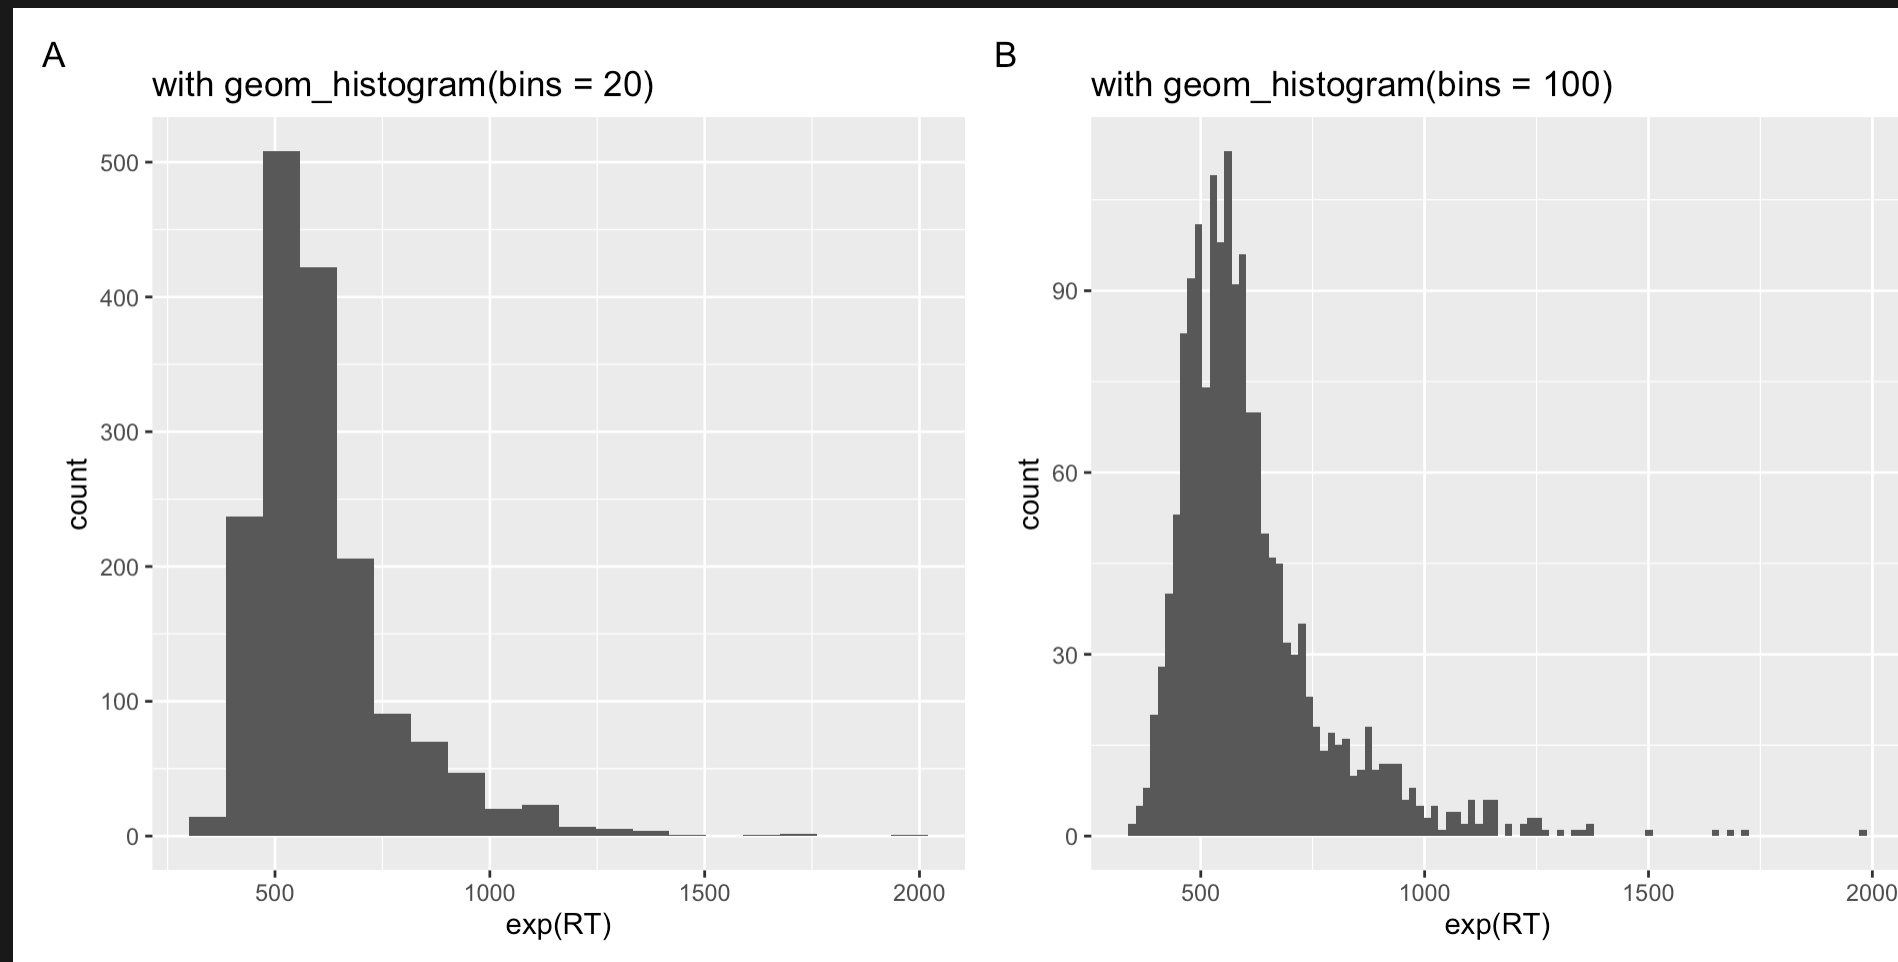 A
with geom_histogram(bins = 20)
500
400
300
200
100
0
count
500 1000 1500 2000
exp(RT)
B
with geom_histogram(bins = 100)
90
60
30
0
count
500 1000 1500 2000
exp(RT)